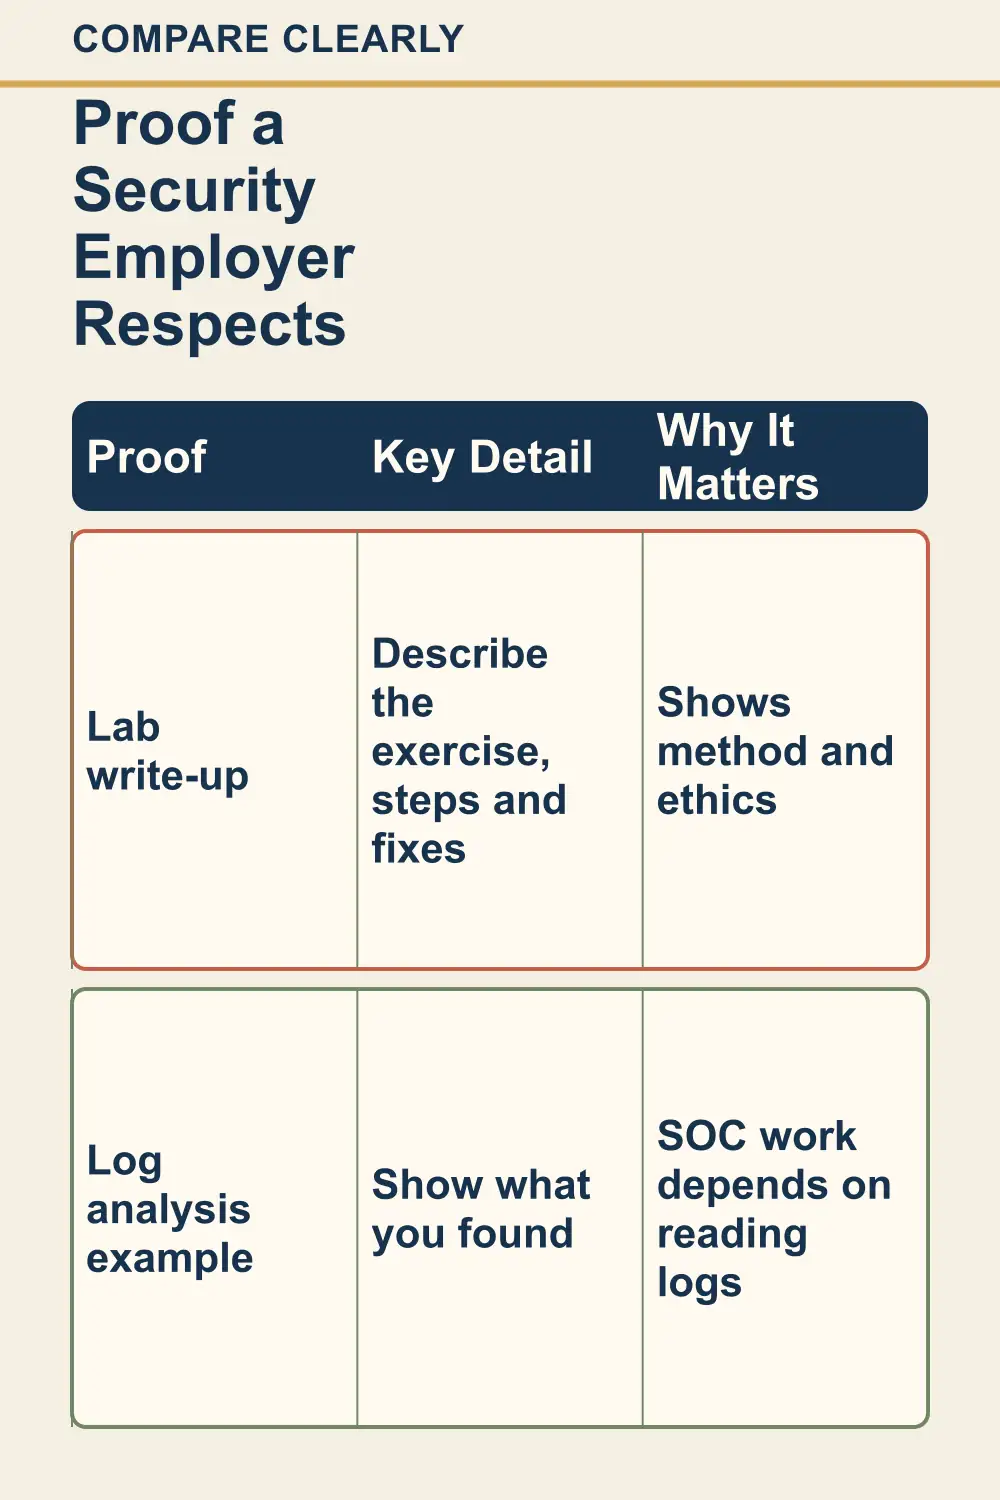 COMPARE CLEARLY
Proof a
Security
Employer
Respects
Proof
Key Detail
Why It
Matters
Lab
write-up
Describe
the
exercise,
steps and
fixes
Shows
method and
ethics
Log
analysis
example
Show what
you found
SOC work
depends on
reading
logs